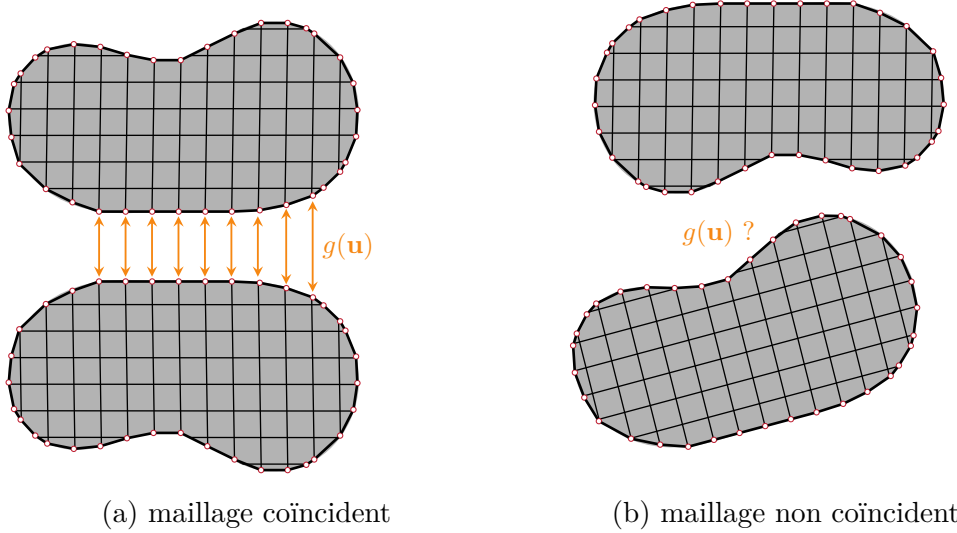 g(u)
g(u) ?
(a) maillage coïncident
(b) maillage non coïncident